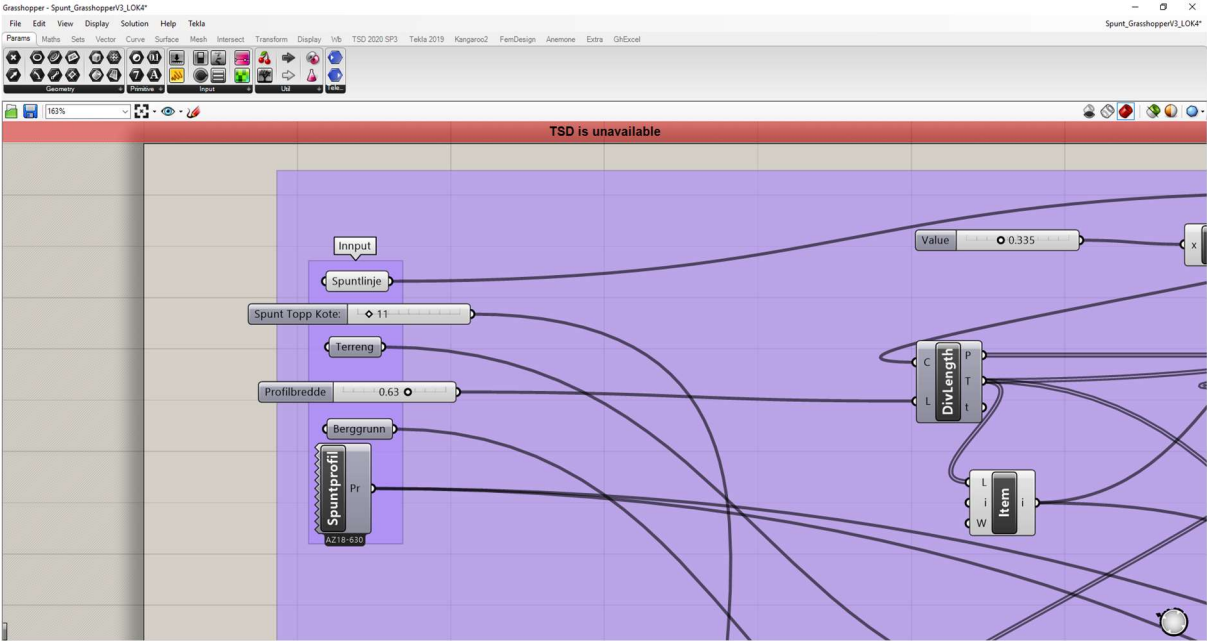 Grasshopper - Spunt_GrasshopperV3_LOK4*
File Edit View Display Solution Help Tekla
Spunt_GrasshopperV3_LOK4*
Params Maths Sets Vector Curve Surface Mesh Intersect Transform Display Wb TSD 2020 SP3 Tekla 2019 Kangaroo2 FemDesign Anemone Extra GhExcel
Geometry Primitive Input Util Tele...
163%
TSD is unavailable
Innput
Value 0.335
x
Spuntlinje
Spunt Topp Kote: 11
Terreng
Profilbredde 0.63
C L DivLength P T t
Berggrunn
Spuntprofil Pr
AZ18-630
L i W Item i